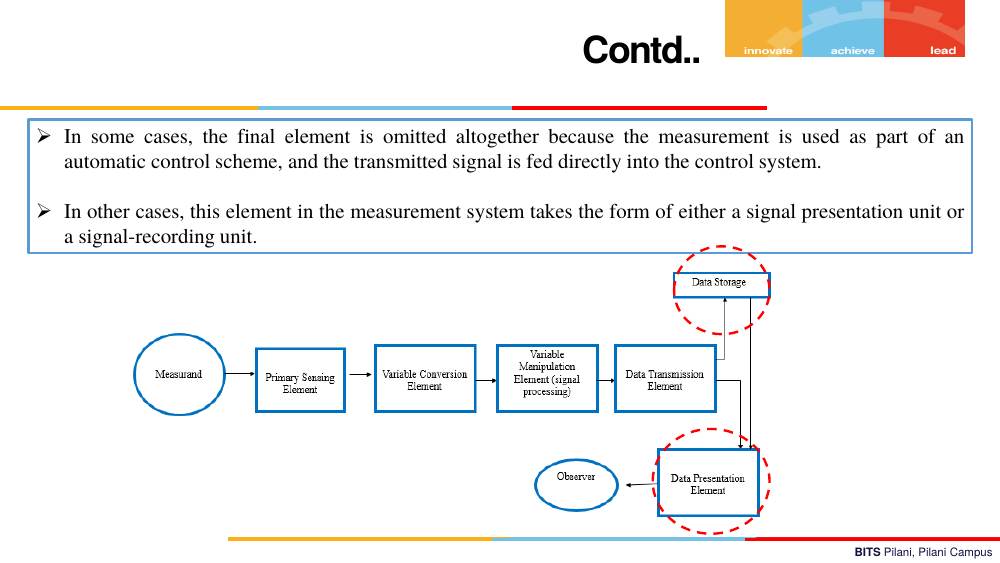 Contd..
innovate achieve lead
➢ In some cases, the final element is omitted altogether because the measurement is used as part of an
automatic control scheme, and the transmitted signal is fed directly into the control system.
➢ In other cases, this element in the measurement system takes the form of either a signal presentation unit or
a signal-recording unit.
Data Storage
Measurand
Primary Sensing
Element
Variable Conversion
Element
Variable
Manipulation
Element (signal
processing)
Data Transmission
Element
Observer
Data Presentation
Element
BITS Pilani, Pilani Campus